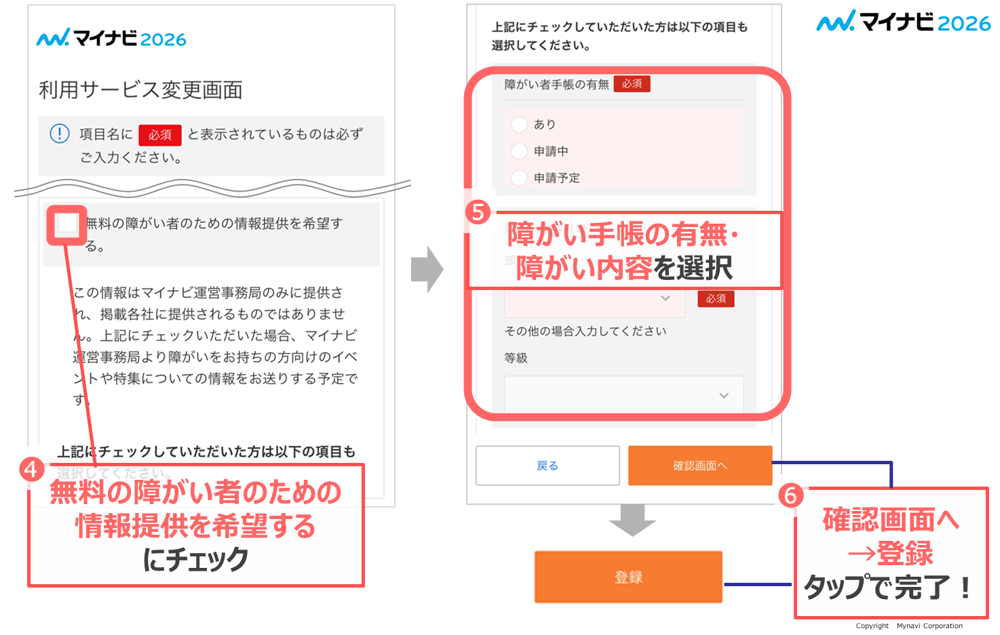 マイナビ2026
利用サービス変更画面
項目名に 必須 と表示されているものは必ず
ご入力ください。
無料の障がい者のための情報提供を希望す
る。
この情報はマイナビ運営事務局のみに提供さ
れ、掲載各社に提供されるものではありませ
ん。上記にチェックいただいた場合、マイナビ
運営事務局より障がいをお持ちの方向けのイベ
ントや特集についての情報をお送りする予定で
す。
上記にチェックしていただいた方は以下の項目も
選択してください。
4
無料の障がい者のための
情報提供を希望する
にチェック
上記にチェックしていただいた方は以下の項目も
選択してください。
障がい者手帳の有無 必須
あり
申請中
申請予定
5
障がい手帳の有無・
障がい内容を選択
必須
その他の場合入力してください
等級
戻る
確認画面へ
登録
マイナビ2026
6
確認画面へ
→登録
タップで完了！
Copyright Mynavi Corporation